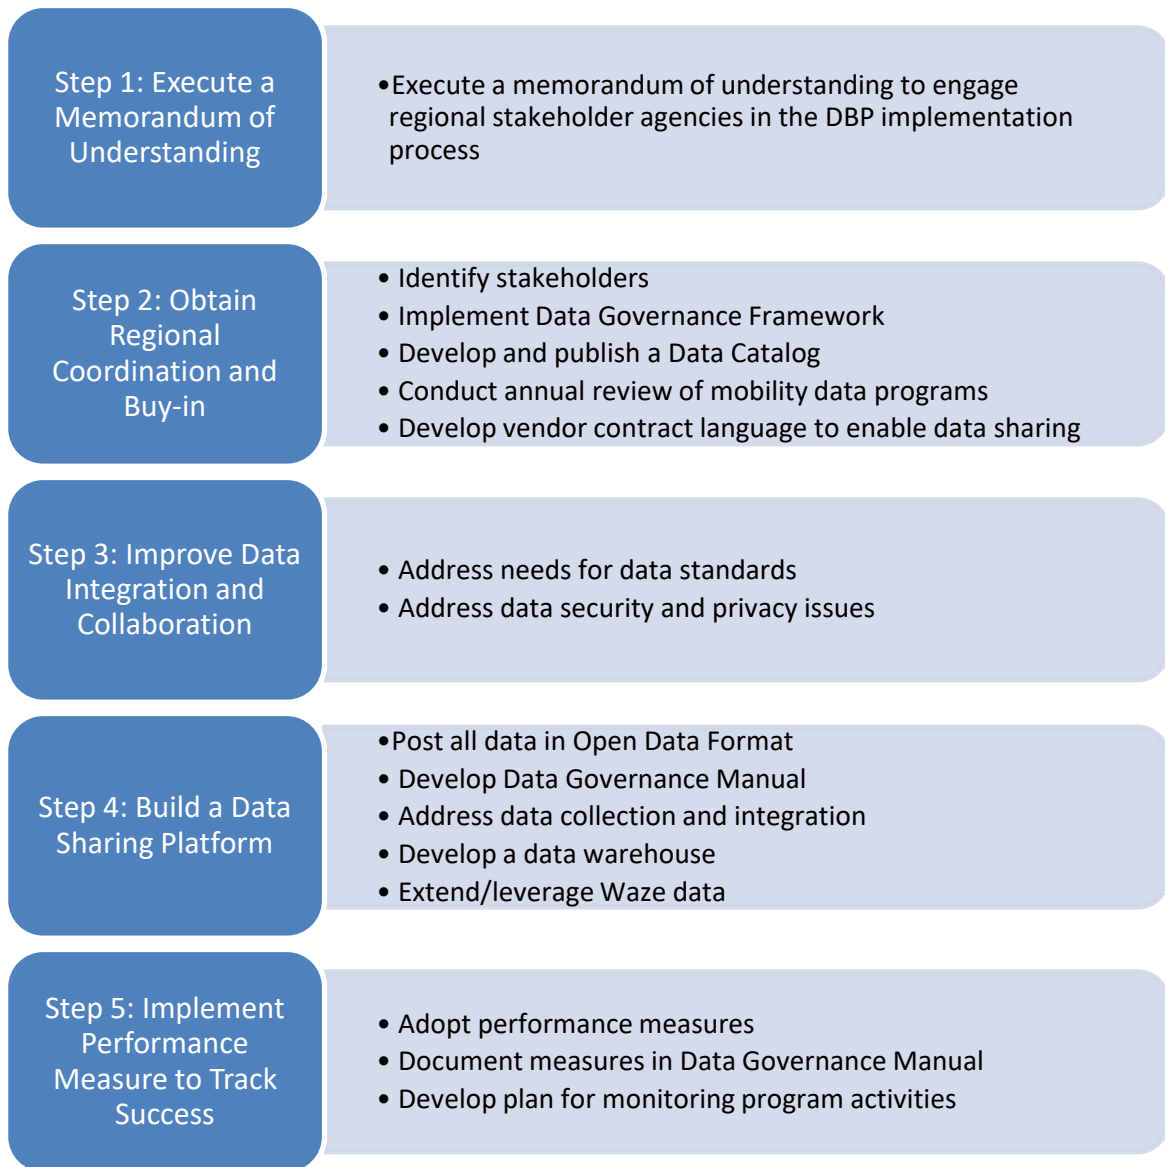 Step 1: Execute a
Memorandum of
Understanding
•Execute a memorandum of understanding to engage
regional stakeholder agencies in the DBP implementation
process
Step 2: Obtain
Regional
Coordination and
Buy-in
• Identify stakeholders
• Implement Data Governance Framework
• Develop and publish a Data Catalog
• Conduct annual review of mobility data programs
• Develop vendor contract language to enable data sharing
Step 3: Improve Data
Integration and
Collaboration
• Address needs for data standards
• Address data security and privacy issues
Step 4: Build a Data
Sharing Platform
•Post all data in Open Data Format
• Develop Data Governance Manual
• Address data collection and integration
• Develop a data warehouse
• Extend/leverage Waze data
Step 5: Implement
Performance
Measure to Track
Success
• Adopt performance measures
• Document measures in Data Governance Manual
• Develop plan for monitoring program activities